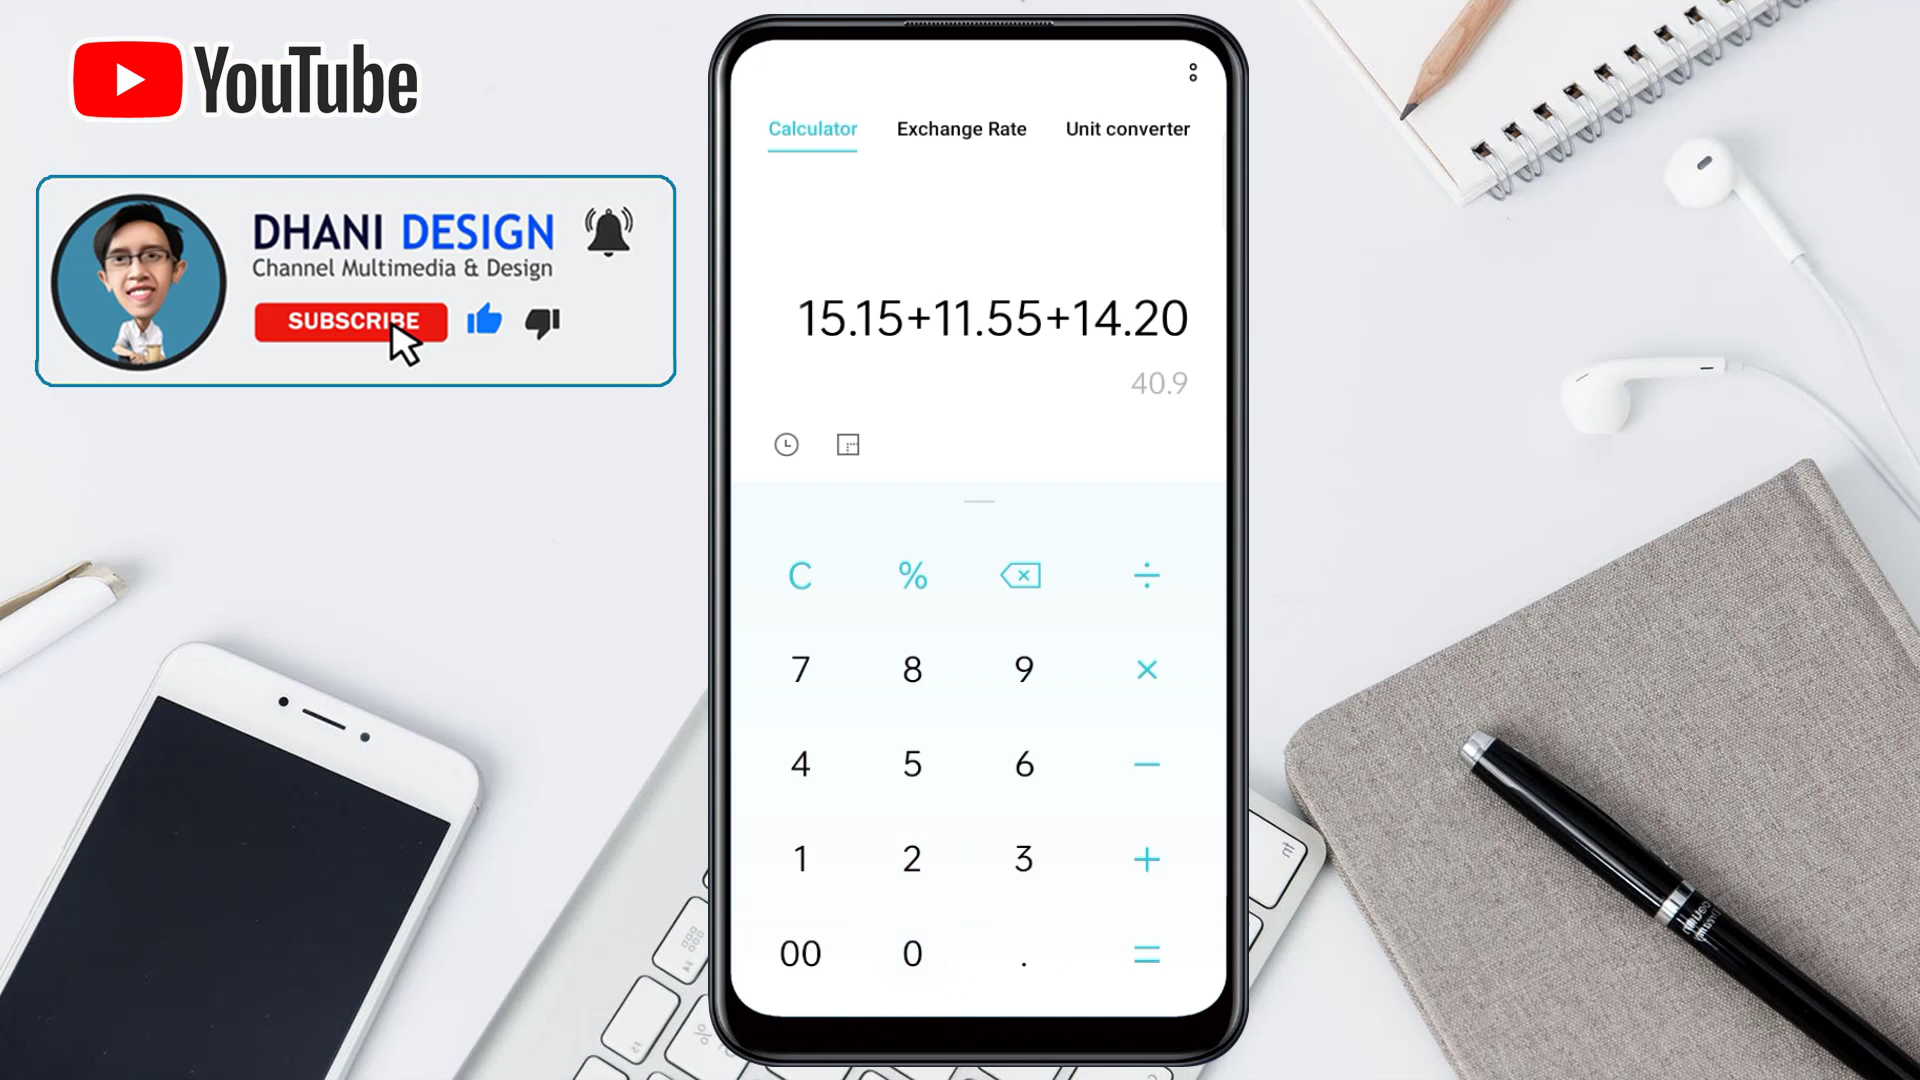 YouTube
DHANI DESIGN
Channel Multimedia & Design
SUBSCRIBE
Calculator Exchange Rate Unit converter
15.15+11.55+14.20
40.9
C % ÷
7 8 9 ×
4 5 6 −
1 2 3 +
00 0 . =